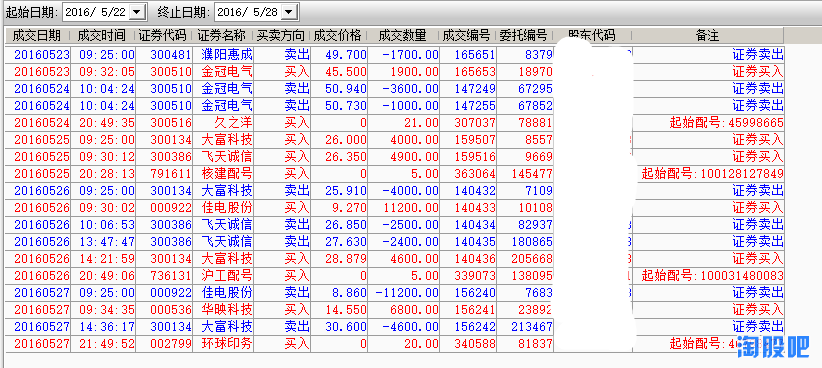 起始日期: 2016/ 5/22 终止日期: 2016/ 5/28
成交日期 成交时间 证券代码 证券名称 买卖方向 成交价格 成交数量 成交编号 委托编号 股东代码 备注
20160523 09:25:00 300481 濮阳惠成 卖出 49.700 -1700.00 165651 8379 证券卖出
20160523 09:32:05 300510 金冠电气 买入 45.500 1900.00 165653 18970 证券买入
20160524 10:04:24 300510 金冠电气 卖出 50.940 -3600.00 147249 67295 证券卖出
20160524 10:04:24 300510 金冠电气 卖出 50.730 -1000.00 147255 67852 证券卖出
20160524 20:49:35 300516 久之洋 买入 0 21.00 307037 78881 起始配号:45998665
20160525 09:25:00 300134 大富科技 买入 26.000 4000.00 159507 8557 证券买入
20160525 09:30:12 300386 飞天诚信 买入 26.350 4900.00 159516 9669 证券买入
20160525 20:28:13 791611 核建配号 买入 0 5.00 363064 145477 起始配号:100128127849
20160526 09:25:00 300134 大富科技 卖出 25.910 -4000.00 140432 7109 证券卖出
20160526 09:30:02 000922 佳电股份 买入 9.270 11200.00 140433 10108 证券买入
20160526 10:06:53 300386 飞天诚信 卖出 26.850 -2500.00 140434 82937 证券卖出
20160526 13:47:47 300386 飞天诚信 卖出 27.630 -2400.00 140435 180865 证券卖出
20160526 14:21:59 300134 大富科技 买入 28.879 4600.00 140436 205668 证券买入
20160526 20:49:06 736131 沪工配号 买入 0 5.00 339073 138095 起始配号:100031480083
20160527 09:25:00 000922 佳电股份 卖出 8.860 -11200.00 156240 7683 证券卖出
20160527 09:34:35 000536 华映科技 买入 14.550 6800.00 156241 23892 证券买入
20160527 14:36:17 300134 大富科技 卖出 30.600 -4600.00 156242 213467 证券卖出
20160527 21:49:52 002799 环球印务 买入 0 20.00 340588 81837 起始配号:
淘股吧